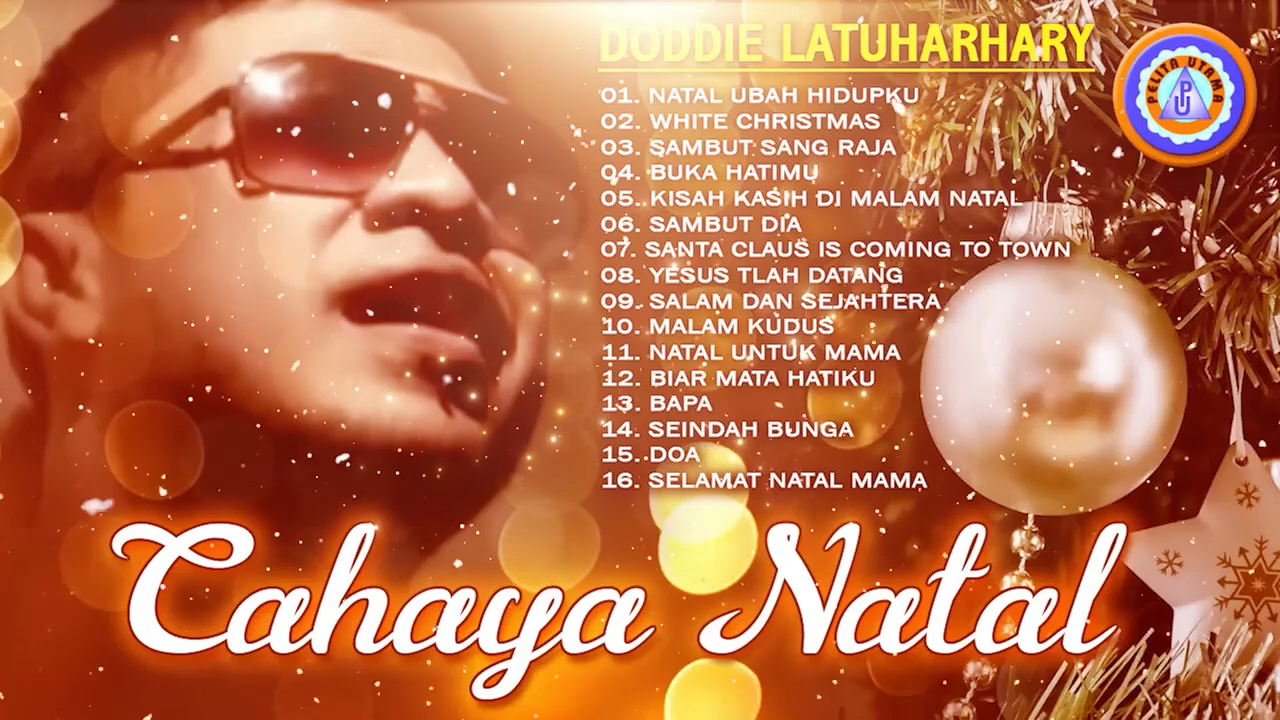 DODDIE LATUHARHARY
PELITA UTAMA
PU
01. NATAL UBAH HIDUPKU
02. WHITE CHRISTMAS
03. SAMBUT SANG RAJA
04. BUKA HATIMU
05. KISAH KASIH DI MALAM NATAL
06. SAMBUT DIA
07. SANTA CLAUS IS COMING TO TOWN
08. YESUS TLAH DATANG
09. SALAM DAN SEJAHTERA
10. MALAM KUDUS
11. NATAL UNTUK MAMA
12. BIAR MATA HATIKU
13. BAPA
14. SEINDAH BUNGA
15. DOA
16. SELAMAT NATAL MAMA
Cahaya Natal